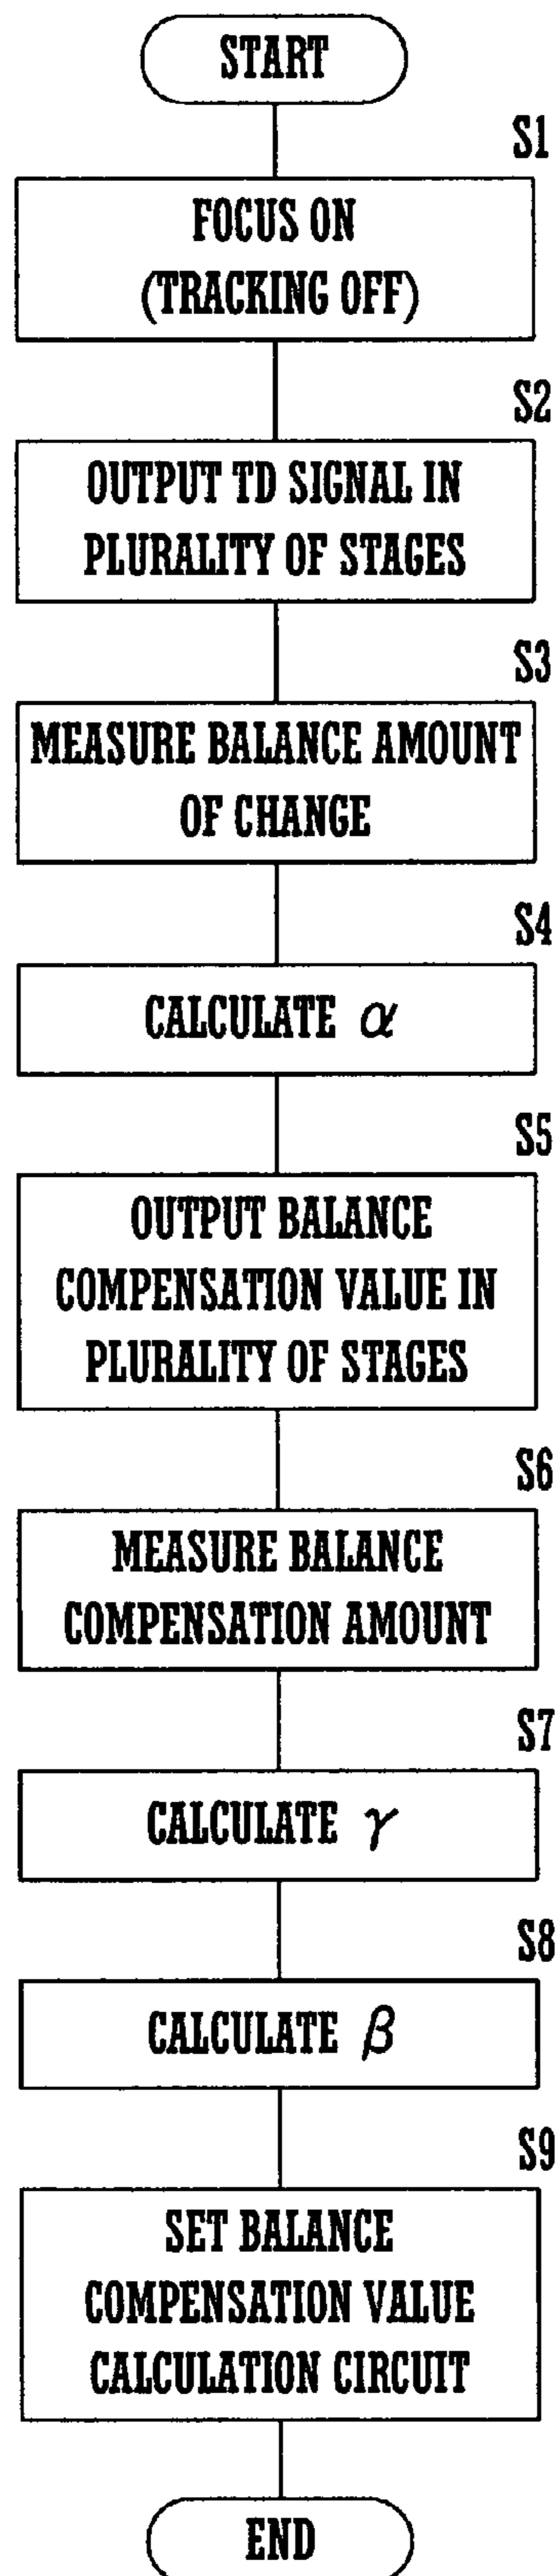 START
S1
FOCUS ON
(TRACKING OFF)
S2
OUTPUT TD SIGNAL IN
PLURALITY OF STAGES
S3
MEASURE BALANCE AMOUNT
OF CHANGE
S4
CALCULATE α
S5
OUTPUT BALANCE
COMPENSATION VALUE IN
PLURALITY OF STAGES
S6
MEASURE BALANCE
COMPENSATION AMOUNT
S7
CALCULATE γ
S8
CALCULATE β
S9
SET BALANCE
COMPENSATION VALUE
CALCULATION CIRCUIT
END